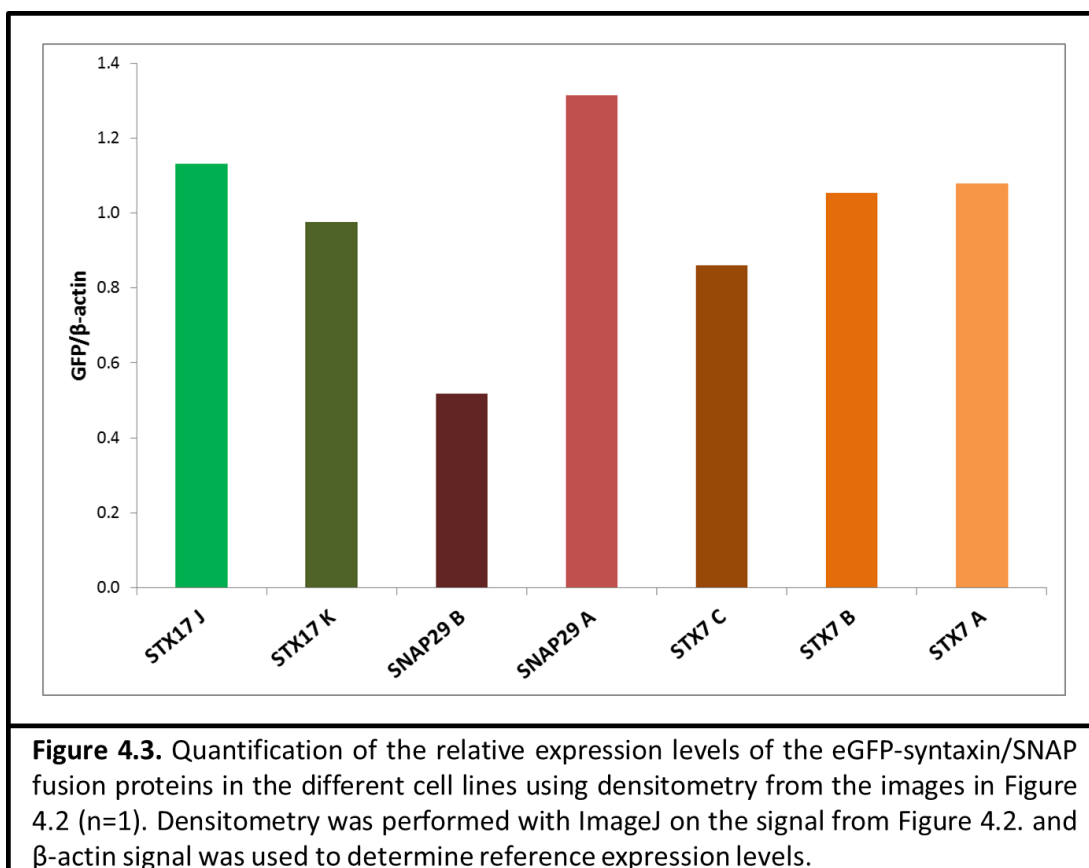 1.4
1.2
1.0
0.8
0.6
0.4
0.2
0.0
GFP/β-actin
STX17 J
STX17 K
SNAP29 B
SNAP29 A
STX7 C
STX7 B
STX7 A
Figure 4.3. Quantification of the relative expression levels of the eGFP-syntaxin/SNAP
fusion proteins in the different cell lines using densitometry from the images in Figure
4.2 (n=1). Densitometry was performed with ImageJ on the signal from Figure 4.2. and
β-actin signal was used to determine reference expression levels.